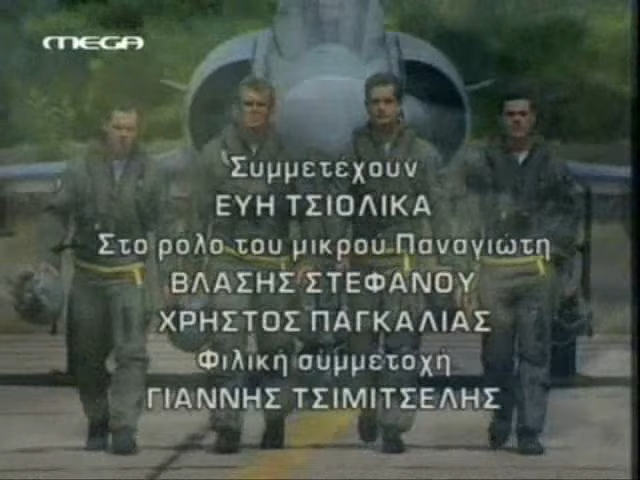 MEGA
Συμμετέχουν
ΕΥΗ ΤΣΙΟΛΙΚΑ
Στο ρόλο του μικρού Παναγιώτη
ΒΛΑΣΗΣ ΣΤΕΦΑΝΟΥ
ΧΡΗΣΤΟΣ ΠΑΓΚΑΛΙΑΣ
Φιλική συμμετοχή
ΓΙΑΝΝΗΣ ΤΣΙΜΙΤΣΕΛΗΣ